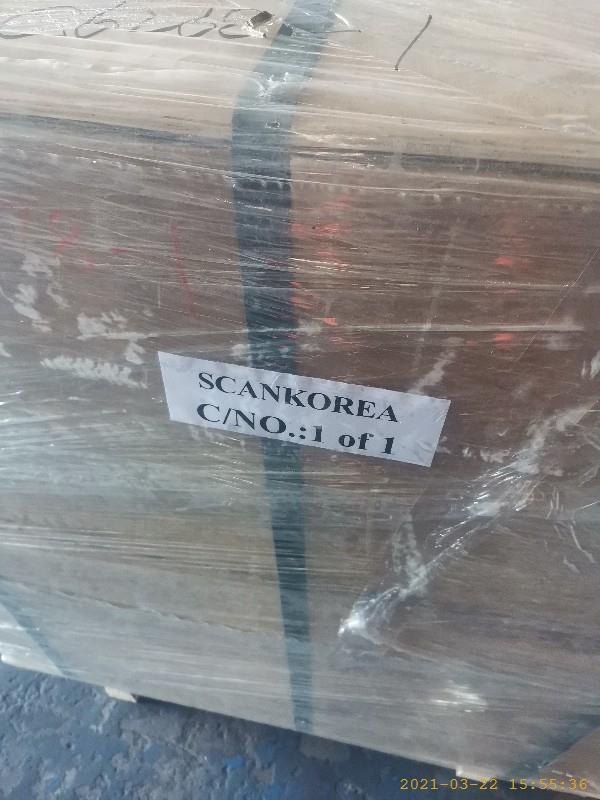 SCANKOREA
C/NO.:1 of 1
2021-03-22 15:55:36